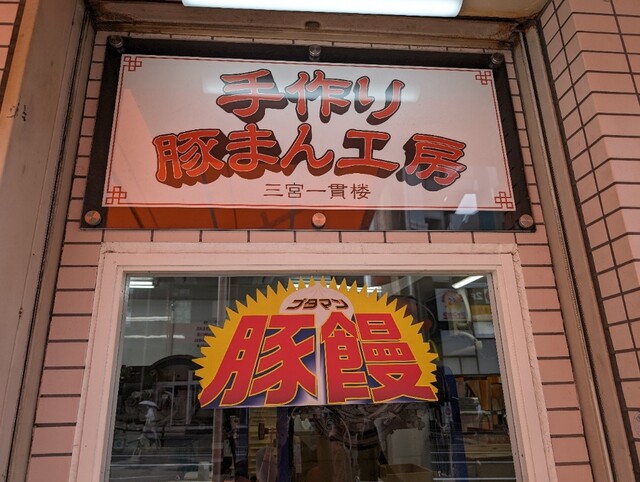 手作り
豚まん工房
三宮一貫楼
ブタマン
豚饅